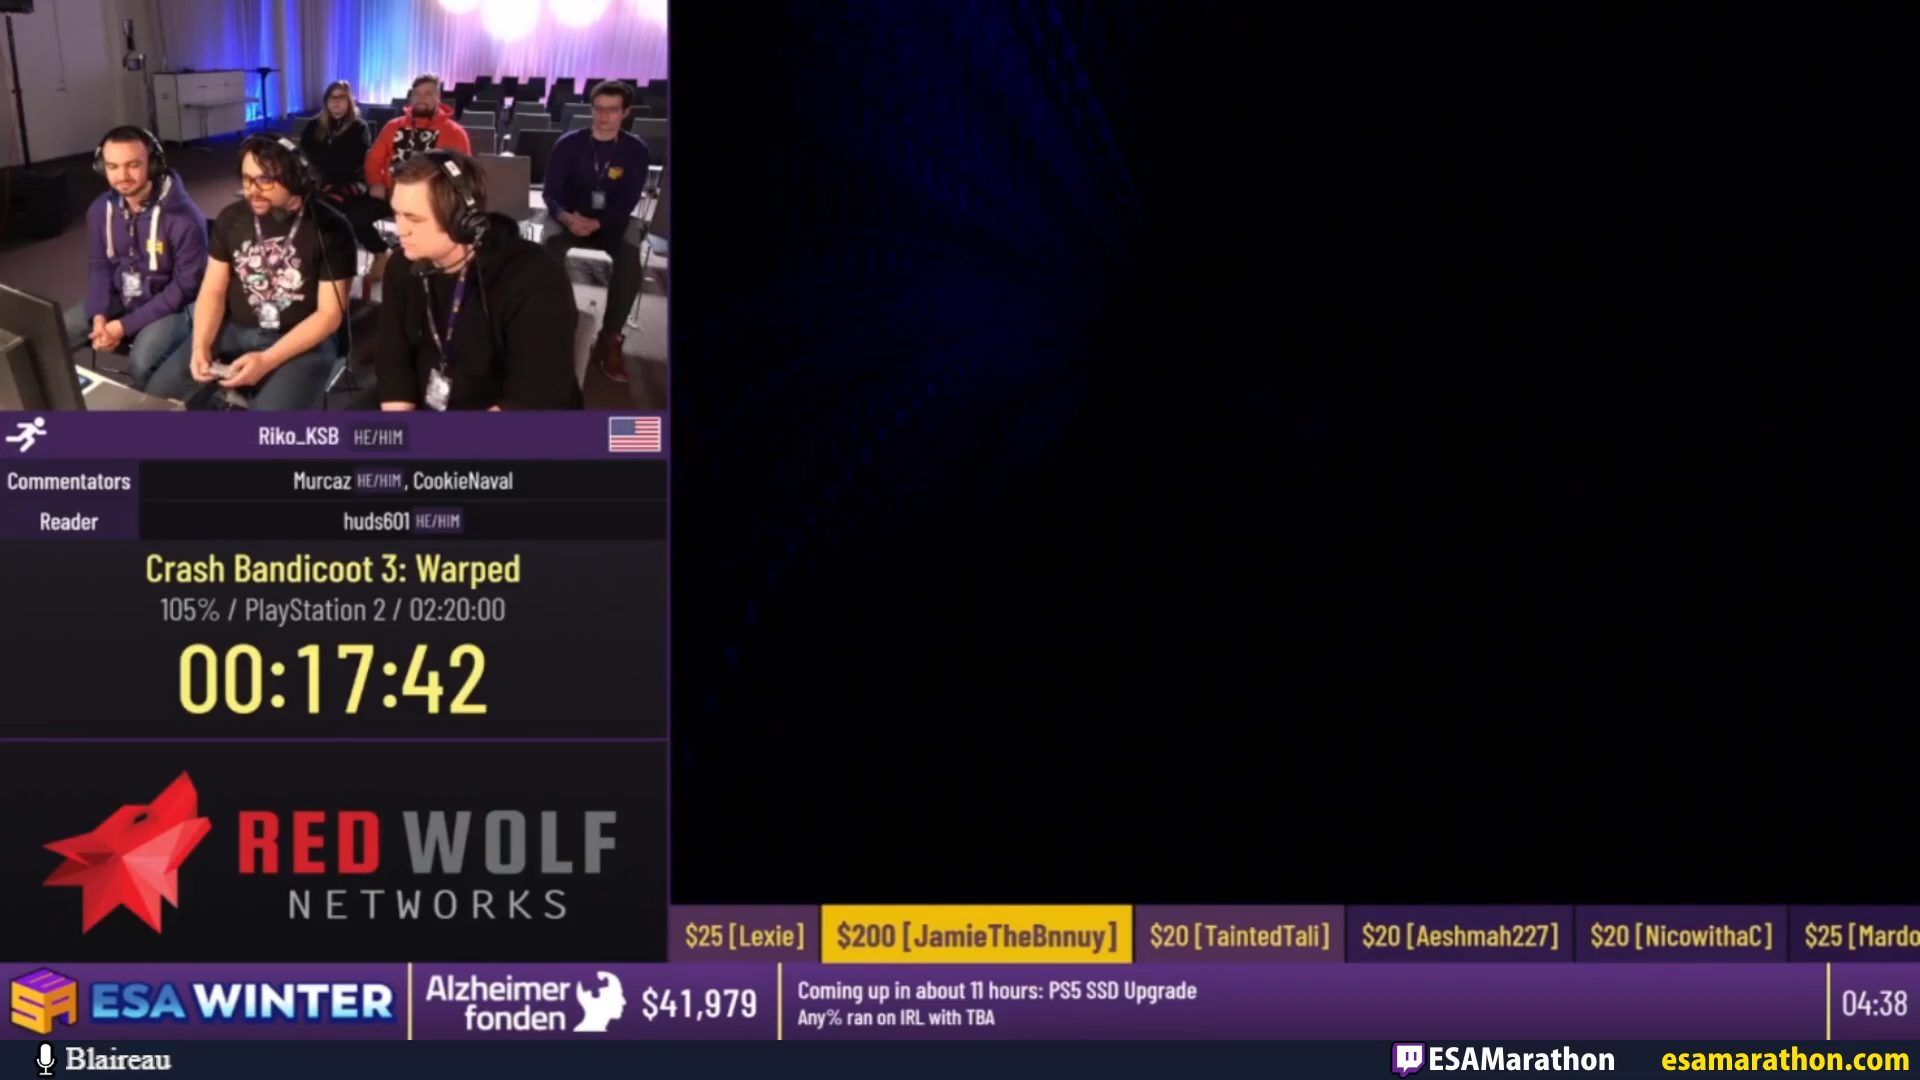 Riko_KSB HE/HIM
Commentators Murcaz HE/HIM, CookieNaval
Reader huds601 HE/HIM
Crash Bandicoot 3: Warped
105% / PlayStation 2 / 02:20:00
00:17:42
RED WOLF
NETWORKS
$25 [Lexie] $200 [JamieTheBnnuy] $20 [TaintedTali] $20 [Aeshmah227] $20 [NicowithaC] $25 [Mardo
ESA WINTER
Alzheimer
fonden
$41,979
Coming up in about 11 hours: PS5 SSD Upgrade
Any% ran on IRL with TBA
04:38
Blaireau
ESAMarathon
esamarathon.com